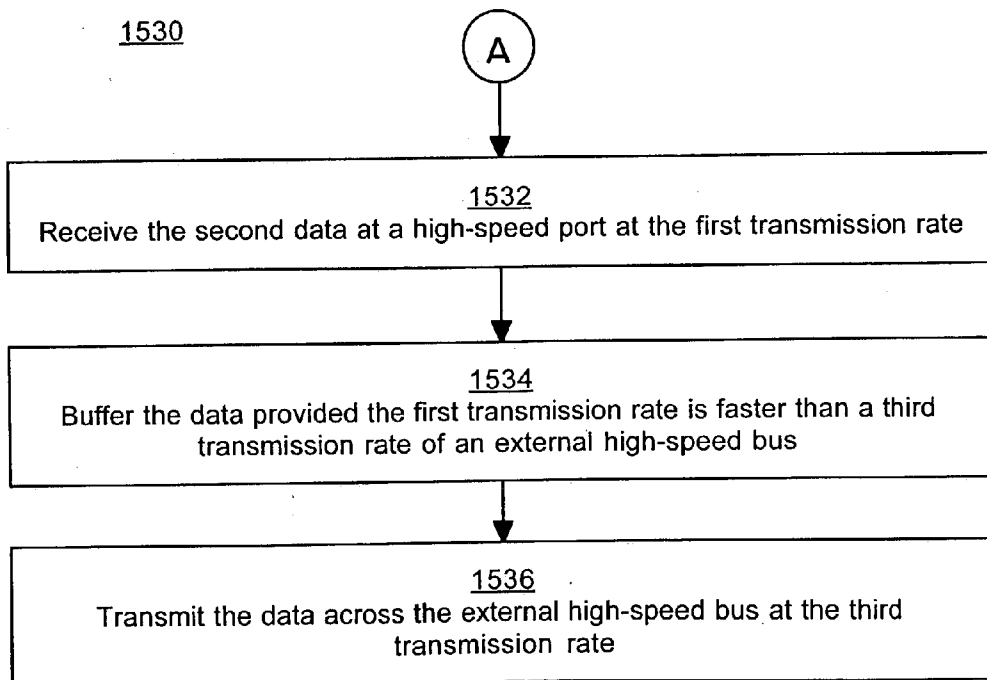 1530
A
1532
Receive the second data at a high-speed port at the first transmission rate
1534
Buffer the data provided the first transmission rate is faster than a third
transmission rate of an external high-speed bus
1536
Transmit the data across the external high-speed bus at the third
transmission rate